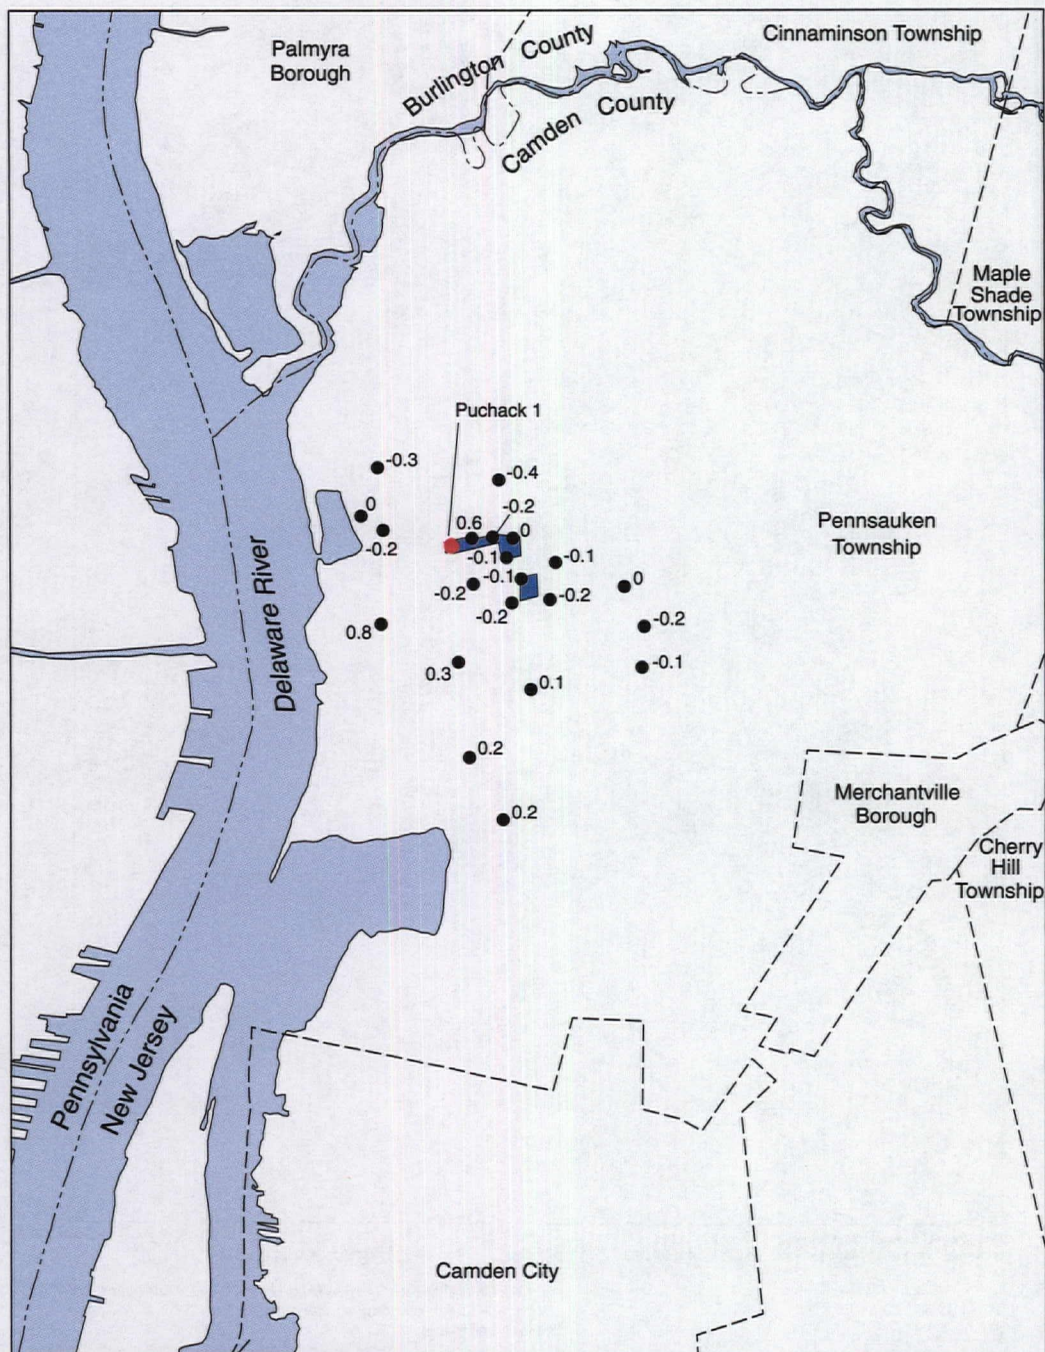 Palmyra
Borough
Burlington County
Camden County
Cinnaminson Township
Maple
Shade
Township
Puchack 1
-0.3
-0.4
0
-0.2
-0.2
0.6
0
-0.1
-0.1
-0.1
-0.2
-0.2
-0.2
0
-0.2
-0.1
0.8
0.3
0.1
0.2
0.2
Pennsauken
Township
Delaware River
Merchantville
Borough
Cherry
Hill
Township
Pennsylvania
New Jersey
Camden City